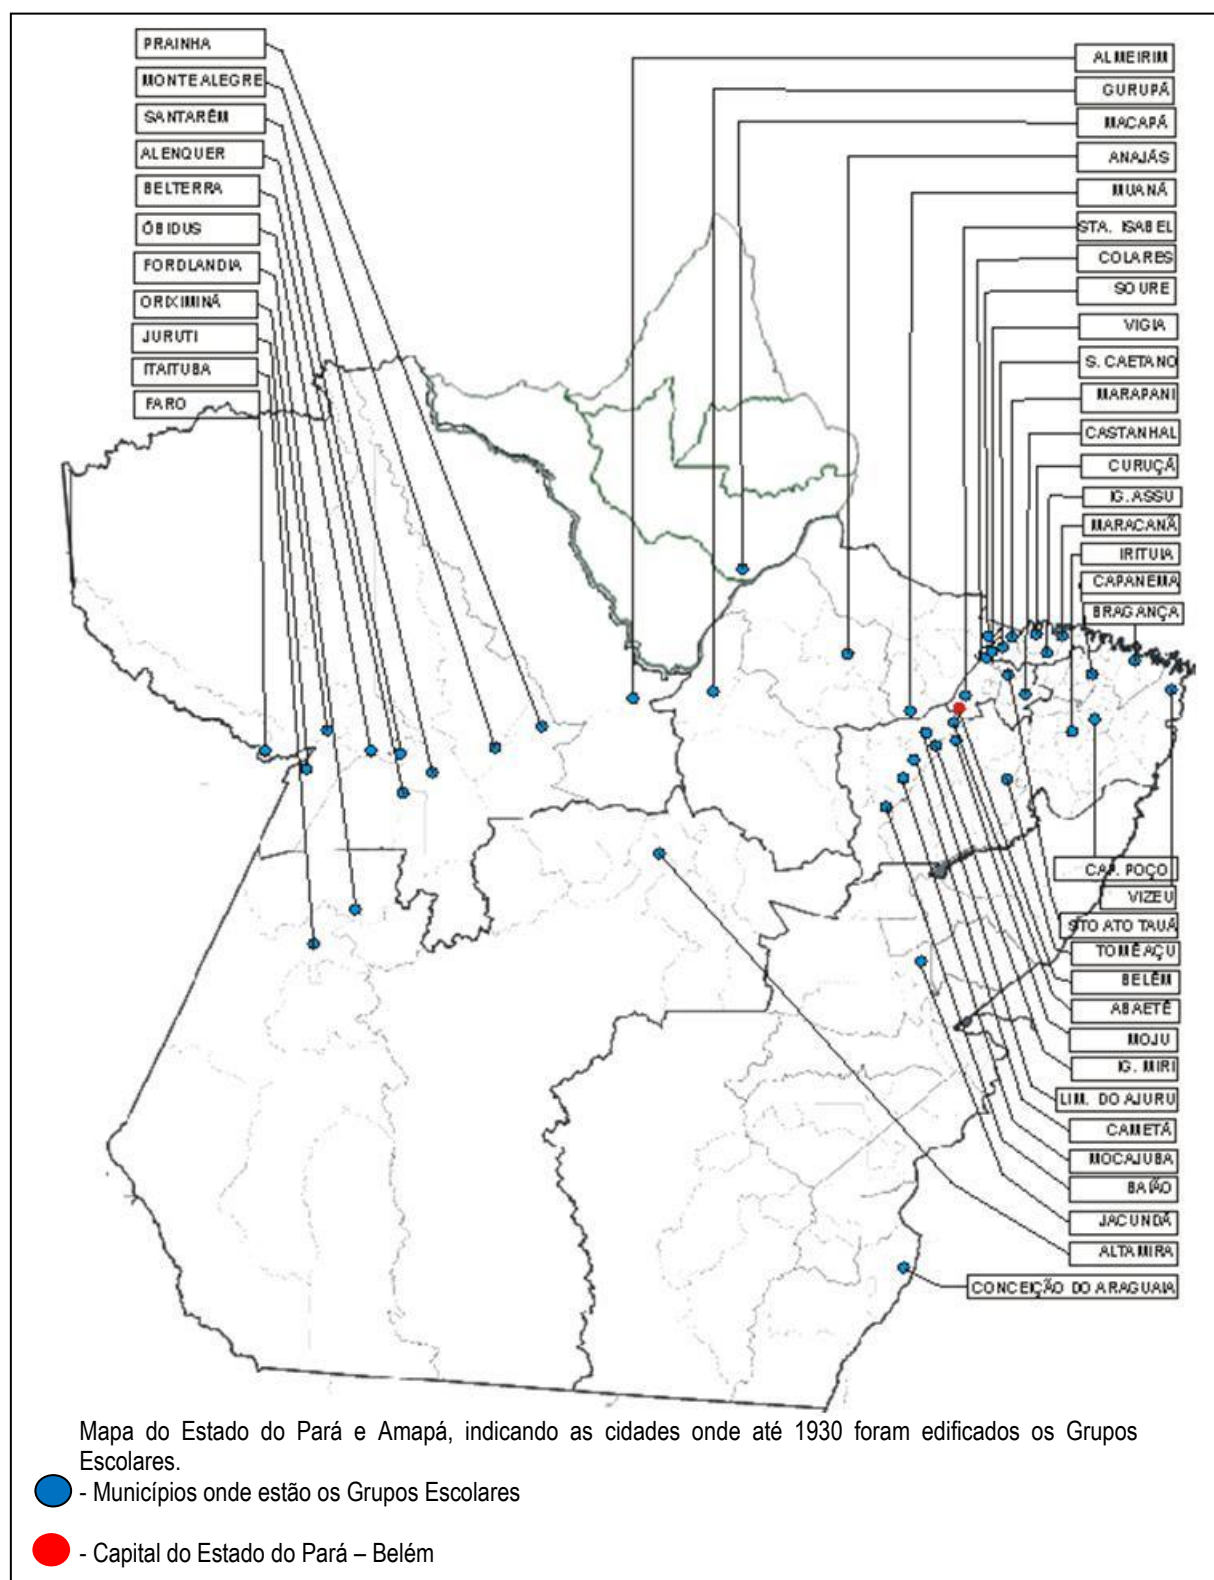 PRAINHA
MONTE ALEGRE
SANTARÉM
ALENQUER
BELTERRA
ÓBIDUS
FORDLANDIA
ORIXIMINÁ
JURUTI
ITAITUBA
FARO
ALMEIRIM
GURUPÁ
MACAPÁ
ANAJÁS
MUANÁ
STA. ISABEL
COLARES
SOURE
VIGIA
S. CAETANO
MARAPANI
CASTANHAL
CURUÇÁ
IG. ASSU
MARACANÃ
IRITUIA
CAPANEMA
BRAGANÇA
CAP. POÇO
VIZEU
STO ATO TAUÁ
TOMÉAÇU
BELÉM
ABAETÉ
MOJU
IG. MIRI
LIM. DO AJURU
CAMETÁ
MOCAJUBA
BAIÃO
JACUNDÁ
ALTAMIRA
CONCEIÇÃO DO ARAGUAIA
Mapa do Estado do Pará e Amapá, indicando as cidades onde até 1930 foram edificados os Grupos
Escolares.
- Municípios onde estão os Grupos Escolares
- Capital do Estado do Pará – Belém